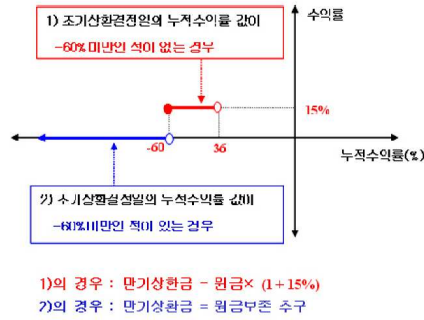 1) 조기상환결정일의 누적수익률 값이
-60% 미만인 적이 없는 경우
수익률
15%
-60
36
누적수익률(%)
2) 조기상환결정일의 누적수익률 값이
-60%미만인 적이 있는 경우
1)의 경우 : 만기상환금 = 원금× (1+15%)
2)의 경우 : 만기상환금 = 원금보존 추구